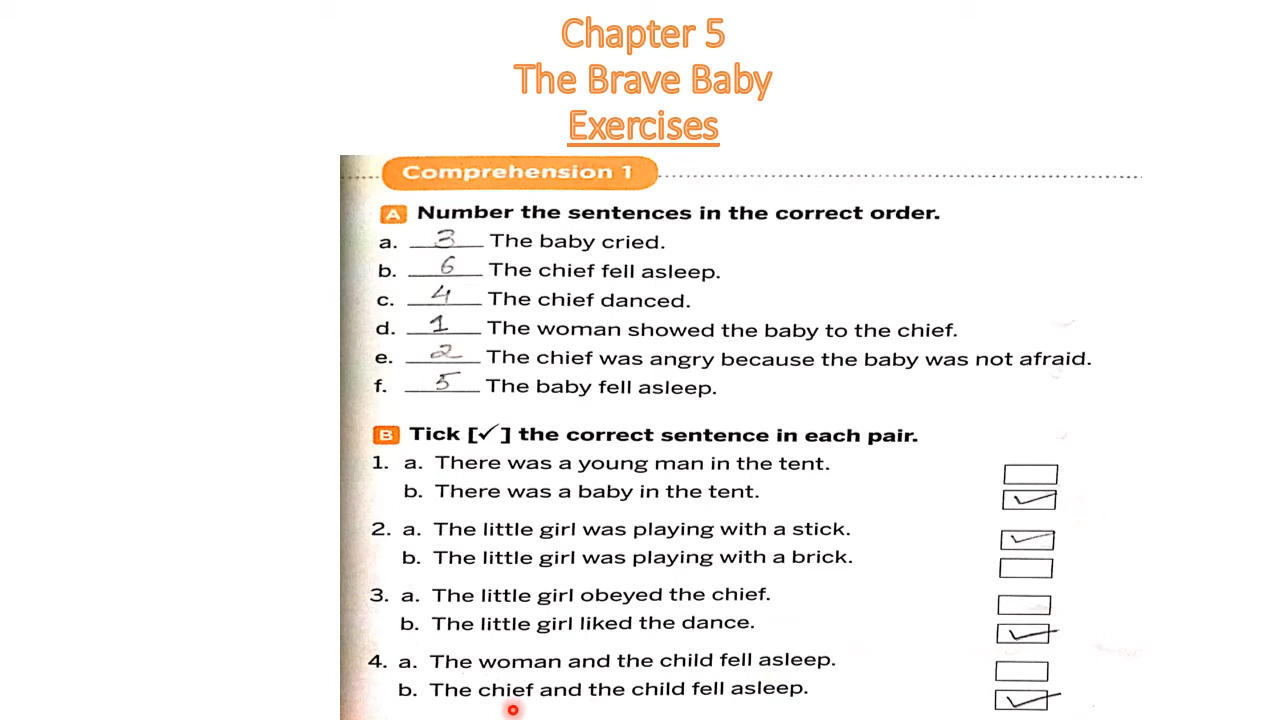 Chapter 5
The Brave Baby
Exercises
Comprehension 1
A Number the sentences in the correct order.
a. 3 The baby cried.
b. 6 The chief fell asleep.
c. 4 The chief danced.
d. 1 The woman showed the baby to the chief.
e. 2 The chief was angry because the baby was not afraid.
f. 5 The baby fell asleep.
B Tick [✓] the correct sentence in each pair.
1. a. There was a young man in the tent.
b. There was a baby in the tent. ✓
2. a. The little girl was playing with a stick. ✓
b. The little girl was playing with a brick.
3. a. The little girl obeyed the chief.
b. The little girl liked the dance. ✓
4. a. The woman and the child fell asleep.
b. The chief and the child fell asleep. ✓